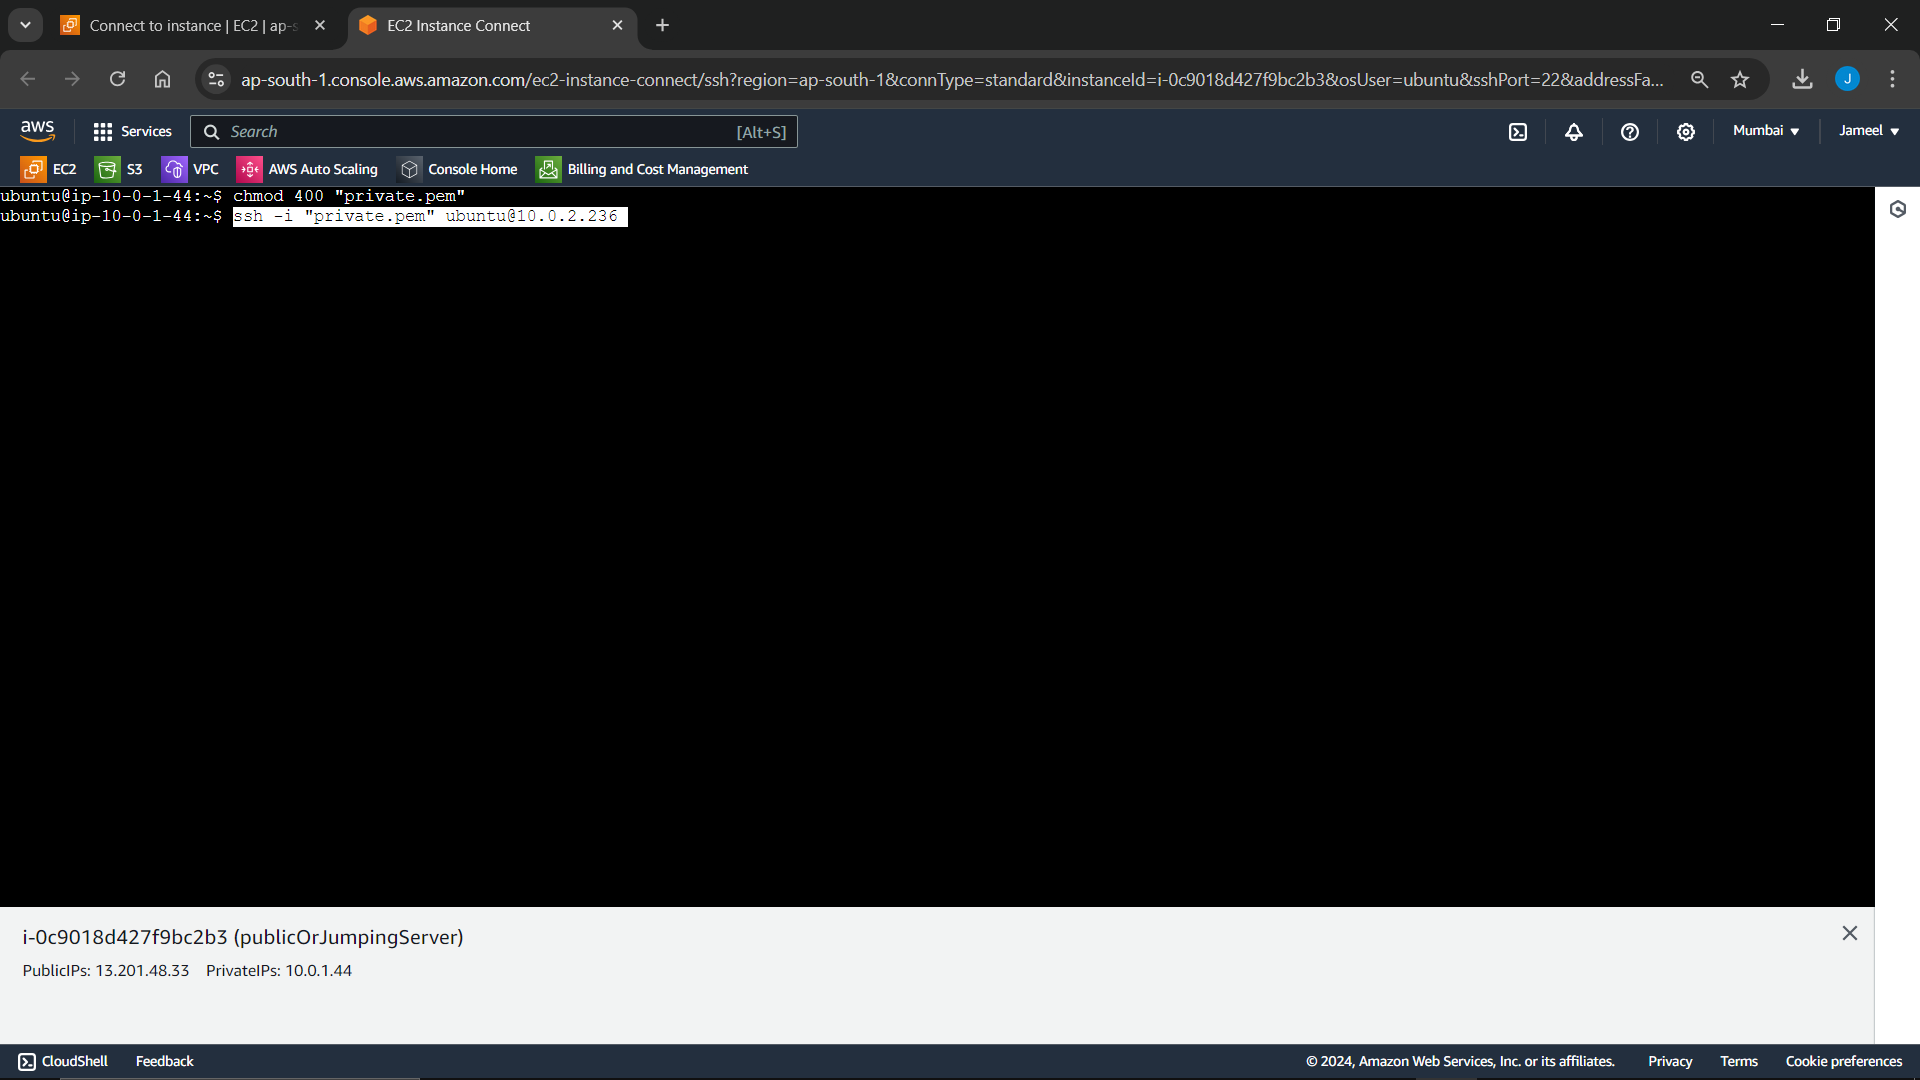 Connect to instance | EC2 | ap-s
EC2 Instance Connect
ap-south-1.console.aws.amazon.com/ec2-instance-connect/ssh?region=ap-south-1&connType=standard&instanceId=i-0c9018d427f9bc2b3&osUser=ubuntu&sshPort=22&addressFa...
J
aws
Services
Search
[Alt+S]
Mumbai
Jameel
EC2
S3
VPC
AWS Auto Scaling
Console Home
Billing and Cost Management
ubuntu@ip-10-0-1-44:~$ chmod 400 "private.pem"
ubuntu@ip-10-0-1-44:~$ ssh -i "private.pem" ubuntu@10.0.2.236
i-0c9018d427f9bc2b3 (publicOrJumpingServer)
PublicIPs: 13.201.48.33 PrivateIPs: 10.0.1.44
CloudShell
Feedback
© 2024, Amazon Web Services, Inc. or its affiliates.
Privacy
Terms
Cookie preferences